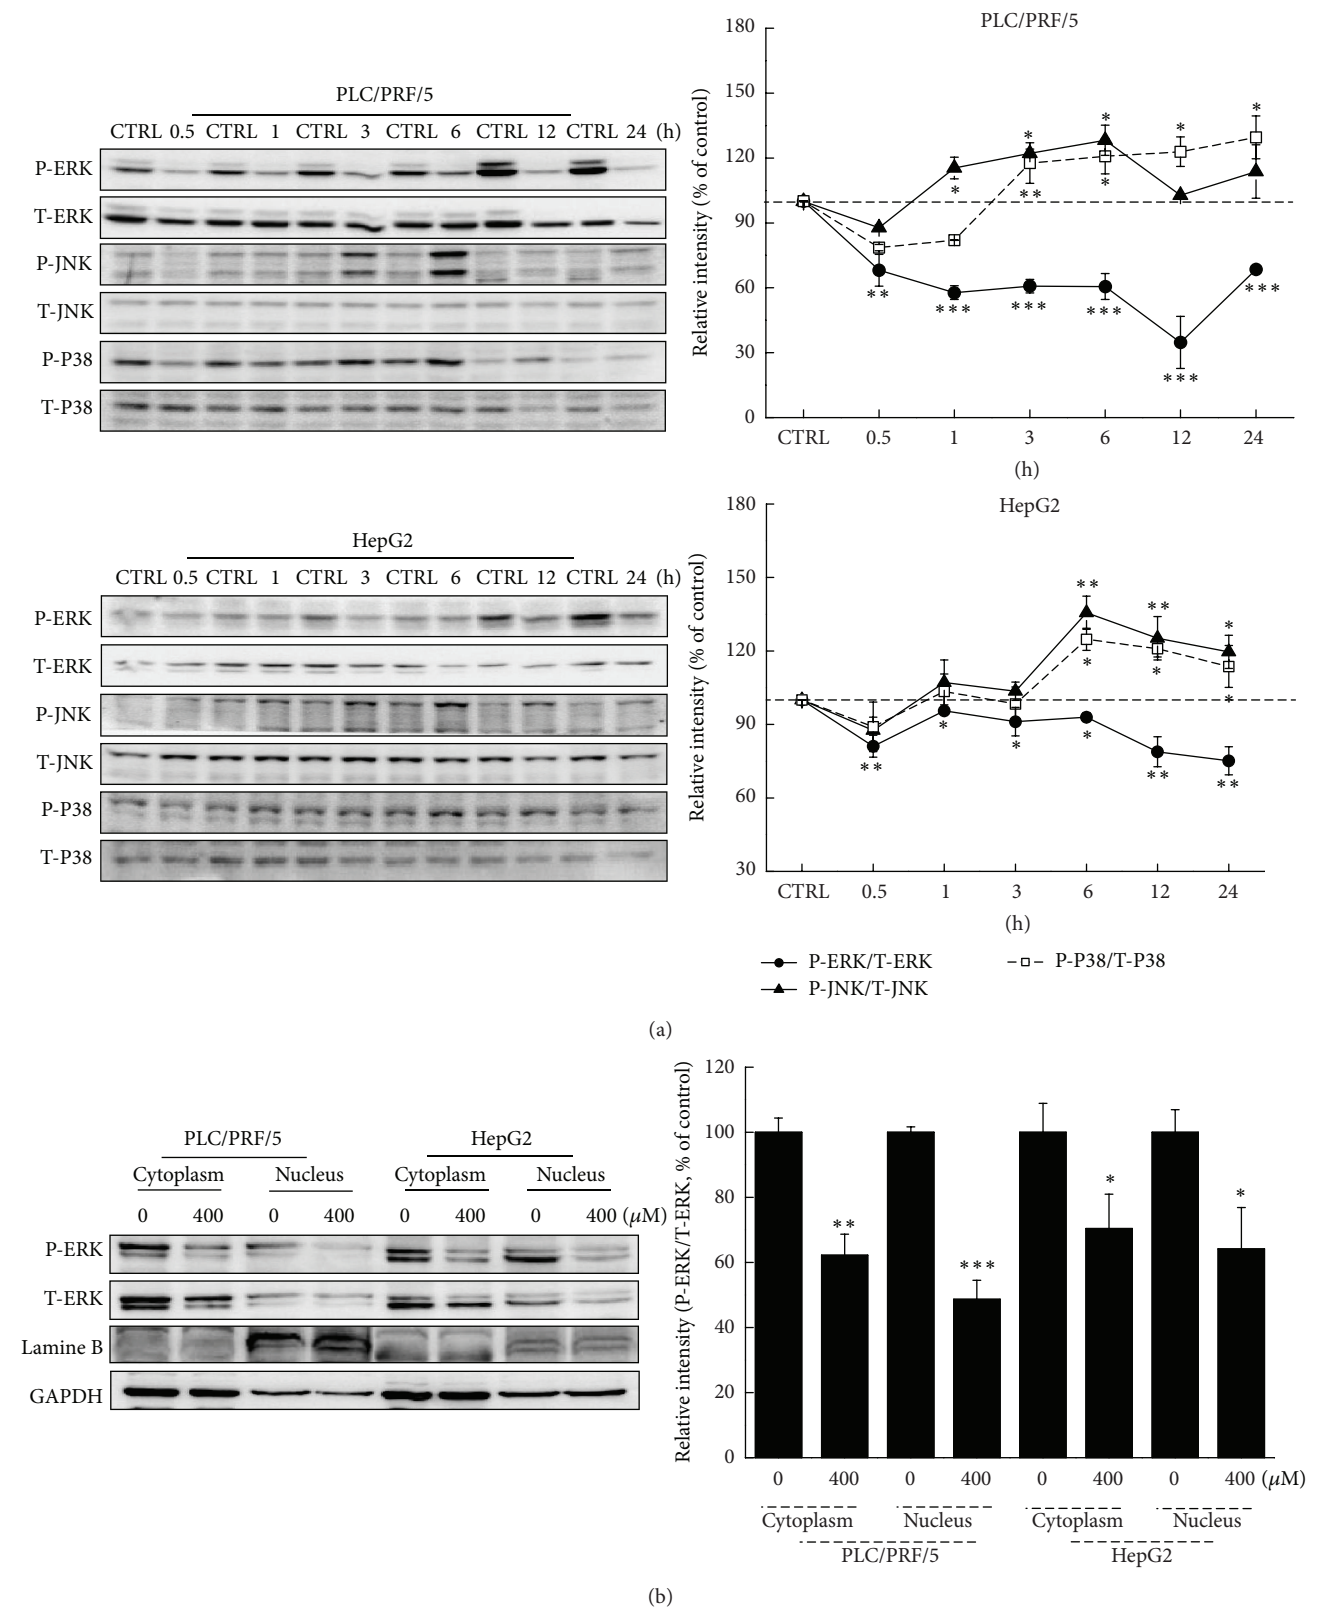 PLC/PRF/5
CTRL 0.5 CTRL 1 CTRL 3 CTRL 6 CTRL 12 CTRL 24 (h)
P-ERK
T-ERK
P-JNK
T-JNK
P-P38
T-P38
PLC/PRF/5
Relative intensity (% of control)
180
150
120
90
60
30
0
* * * * * ** * ** *** *** *** *** ***
CTRL 0.5 1 3 6 12 24
(h)
HepG2
CTRL 0.5 CTRL 1 CTRL 3 CTRL 6 CTRL 12 CTRL 24 (h)
P-ERK
T-ERK
P-JNK
T-JNK
P-P38
T-P38
HepG2
Relative intensity (% of control)
180
150
120
90
60
30
** ** * * * * ** * * * ** **
CTRL 0.5 1 3 6 12 24
(h)
P-ERK/T-ERK P-P38/T-P38
P-JNK/T-JNK
(a)
PLC/PRF/5 HepG2
Cytoplasm Nucleus Cytoplasm Nucleus
0 400 0 400 0 400 0 400 (μM)
P-ERK
T-ERK
Lamine B
GAPDH
Relative intensity (P-ERK/T-ERK, % of control)
120
100
80
60
40
20
0
** *** * *
0 400 0 400 0 400 0 400 (μM)
Cytoplasm Nucleus Cytoplasm Nucleus
PLC/PRF/5 HepG2
(b)